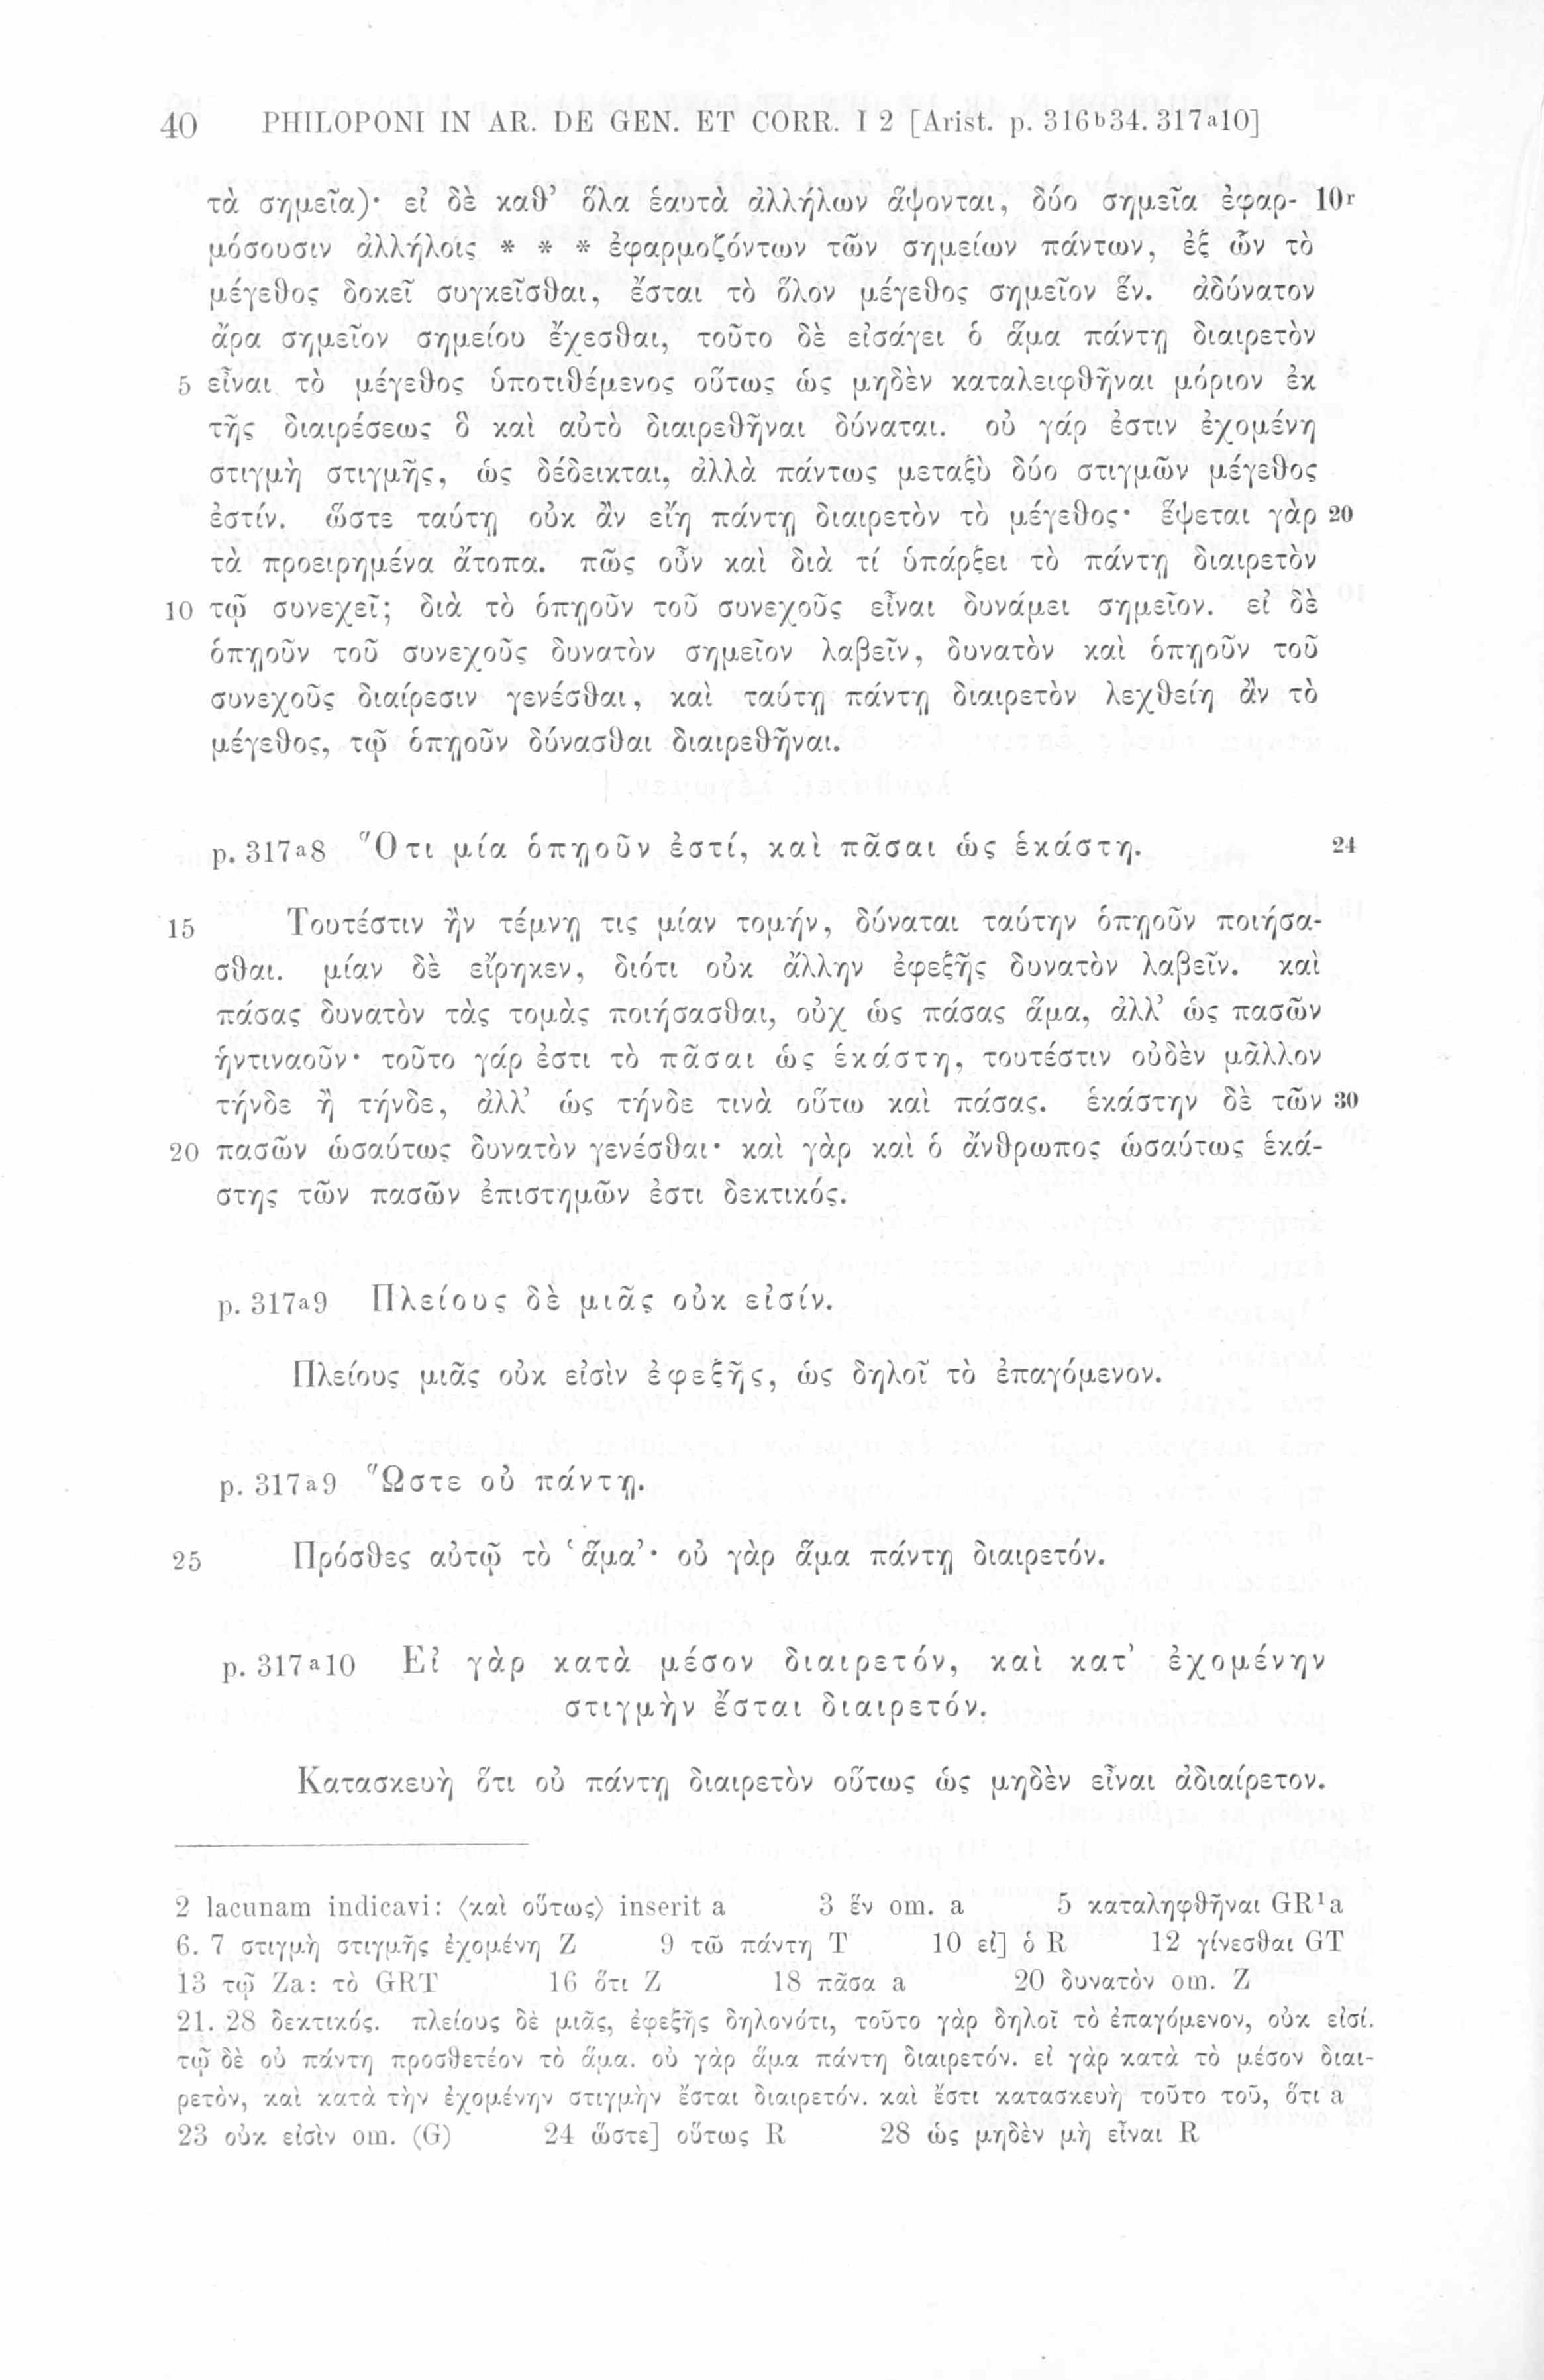 40 PHILOPONI IN AR. DE GEN. ET CORR. I 2 [Arist. p. 316b34. 317a10]
τὰ σημεῖα)· εἰ δὲ καθ’ ὅλα ἑαυτὰ ἀλλήλων ἅψονται, δύο σημεῖα ἐφαρ- 10r
μόσουσιν ἀλλήλοις * * * ἐφαρμοζόντων τῶν σημείων πάντων, ἐξ ὧν τὸ
μέγεθος δοκεῖ συγκεῖσθαι, ἔσται τὸ ὅλον μέγεθος σημεῖον ἕν. ἀδύνατον
ἄρα σημεῖον σημείου ἔχεσθαι, τοῦτο δὲ εἰσάγει ὁ ἅμα πάντῃ διαιρετὸν
5 εἶναι τὸ μέγεθος ὑποτιθέμενος οὕτως ὡς μηδὲν καταλειφθῆναι μόριον ἐκ
τῆς διαιρέσεως ὃ καὶ αὐτὸ διαιρεθῆναι δύναται. οὐ γάρ ἐστιν ἐχομένη
στιγμὴ στιγμῆς, ὡς δέδεικται, ἀλλὰ πάντως μεταξὺ δύο στιγμῶν μέγεθος
ἐστίν. ὥστε ταύτῃ οὐκ ἂν εἴη πάντῃ διαιρετὸν τὸ μέγεθος· ἕψεται γὰρ 20
τὰ προειρημένα ἄτοπα. πῶς οὖν καὶ διὰ τί ὑπάρξει τὸ πάντῃ διαιρετὸν
10 τῷ συνεχεῖ; διὰ τὸ ὁπῃοῦν τοῦ συνεχοῦς εἶναι δυνάμει σημεῖον. εἰ δὲ
ὁπῃοῦν τοῦ συνεχοῦς δυνατὸν σημεῖον λαβεῖν, δυνατὸν καὶ ὁπῃοῦν τοῦ
συνεχοῦς διαίρεσιν γενέσθαι, καὶ ταύτῃ πάντῃ διαιρετὸν λεχθείη ἂν τὸ
μέγεθος, τῷ ὁπῃοῦν δύνασθαι διαιρεθῆναι.
p. 317a8 Ὅτι μία ὁπῃοῦν ἐστί, καὶ πᾶσαι ὡς ἑκάστη. 24
15 Τουτέστιν ἣν τέμνῃ τις μίαν τομήν, δύναται ταύτην ὁπῃοῦν ποιήσα-
σθαι. μίαν δὲ εἴρηκεν, διότι οὐκ ἄλλην ἐφεξῆς δυνατὸν λαβεῖν. καὶ
πάσας δυνατὸν τὰς τομὰς ποιήσασθαι, οὐχ ὡς πάσας ἅμα, ἀλλ’ ὡς πασῶν
ἡντιναοῦν· τοῦτο γάρ ἐστι τὸ πᾶσαι ὡς ἑκάστη, τουτέστιν οὐδὲν μᾶλλον
τήνδε ἢ τήνδε, ἀλλ’ ὡς τήνδε τινὰ οὕτω καὶ πάσας. ἑκάστην δὲ τῶν 30
20 πασῶν ὡσαύτως δυνατὸν γενέσθαι· καὶ γὰρ καὶ ὁ ἄνθρωπος ὡσαύτως ἑκά-
στης τῶν πασῶν ἐπιστημῶν ἐστι δεκτικός.
p. 317a9 Πλείους δὲ μιᾶς οὐκ εἰσίν.
Πλείους μιᾶς οὐκ εἰσὶν ἐφεξῆς, ὡς δηλοῖ τὸ ἐπαγόμενον.
p. 317a9 Ὥστε οὐ πάντῃ.
25 Πρόσθες αὐτῷ τὸ ‘ἅμα’· οὐ γὰρ ἅμα πάντῃ διαιρετόν.
p. 317a10 Εἰ γὰρ κατὰ μέσον διαιρετόν, καὶ κατ’ ἐχομένην
στιγμὴν ἔσται διαιρετόν.
Κατασκευὴ ὅτι οὐ πάντῃ διαιρετὸν οὕτως ὡς μηδὲν εἶναι ἀδιαίρετον.
2 lacunam indicavi: ⟨καὶ οὕτως⟩ inserit a 3 ἕν om. a 5 καταληφθῆναι GR¹a
6. 7 στιγμὴ στιγμῆς ἐχομένη Z 9 τῶ πάντη T 10 εἰ] ὁ R 12 γίνεσθαι GT
13 τῷ Za: τὸ GRT 16 ὅτι Z 18 πᾶσα a 20 δυνατὸν om. Z
21. 28 δεκτικός. πλείους δὲ μιᾶς, ἐφεξῆς δηλονότι, τοῦτο γὰρ δηλοῖ τὸ ἐπαγόμενον, οὐκ εἰσί.
τῷ δὲ οὐ πάντη προσθετέον τὸ ἅμα. οὐ γὰρ ἅμα πάντη διαιρετόν. εἰ γὰρ κατὰ τὸ μέσον διαι-
ρετὸν, καὶ κατὰ τὴν ἐχομένην στιγμὴν ἔσται διαιρετόν. καὶ ἔστι κατασκευὴ τοῦτο τοῦ, ὅτι a
23 οὐκ εἰσὶν om. (G) 24 ὥστε] οὕτως R 28 ὡς μηδὲν μὴ εἶναι R